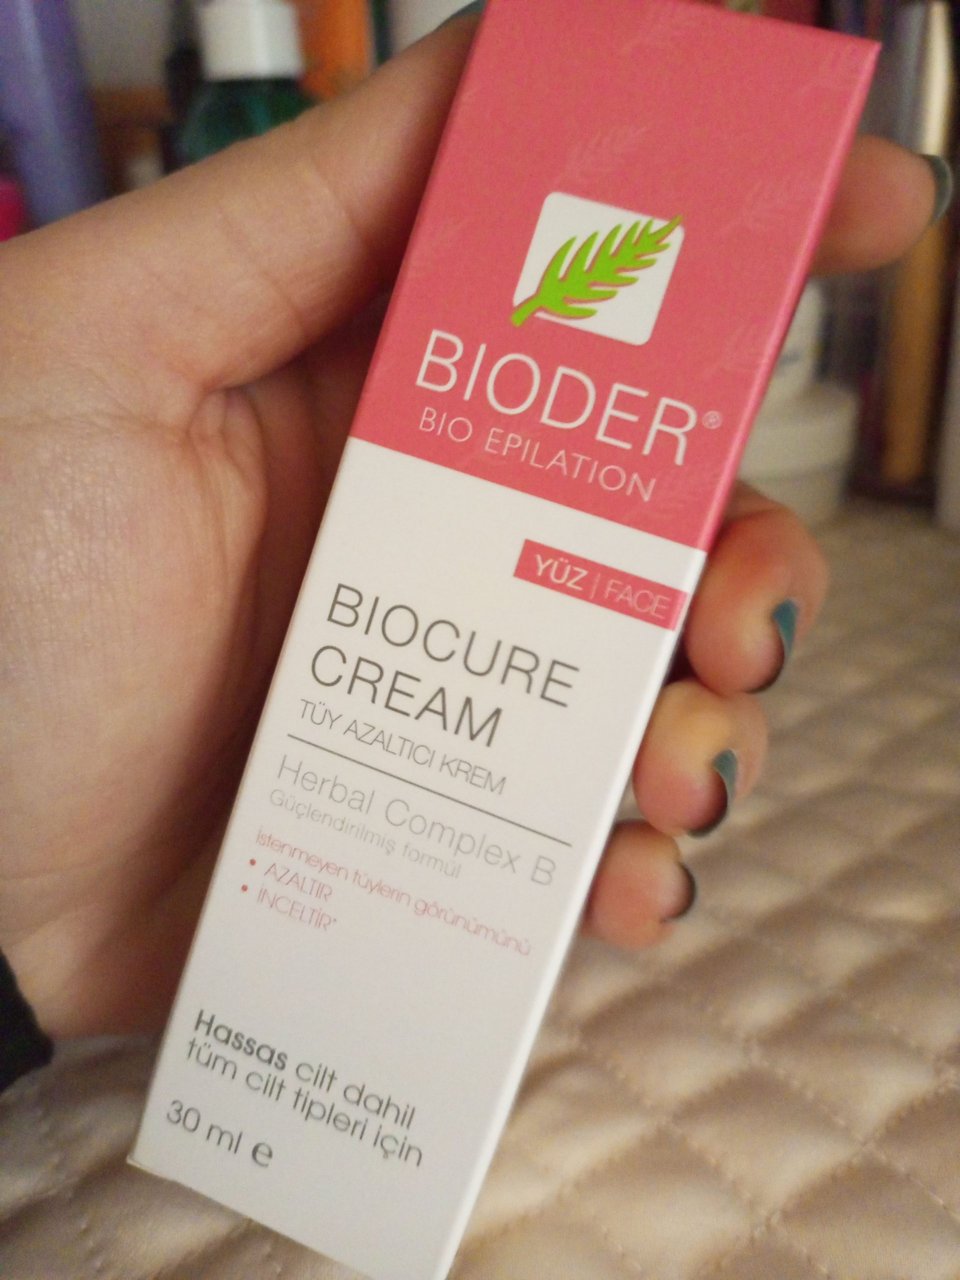 BIODER®
BIO EPILATION
YÜZ | FACE
BIOCURE
CREAM
TÜY AZALTICI KREM
Herbal Complex B
Güçlendirilmiş formül
İstenmeyen tüylerin görünümünü
• AZALTIR
• İNCELTİR*
Hassas cilt dahil
tüm cilt tipleri için
30 ml ℮